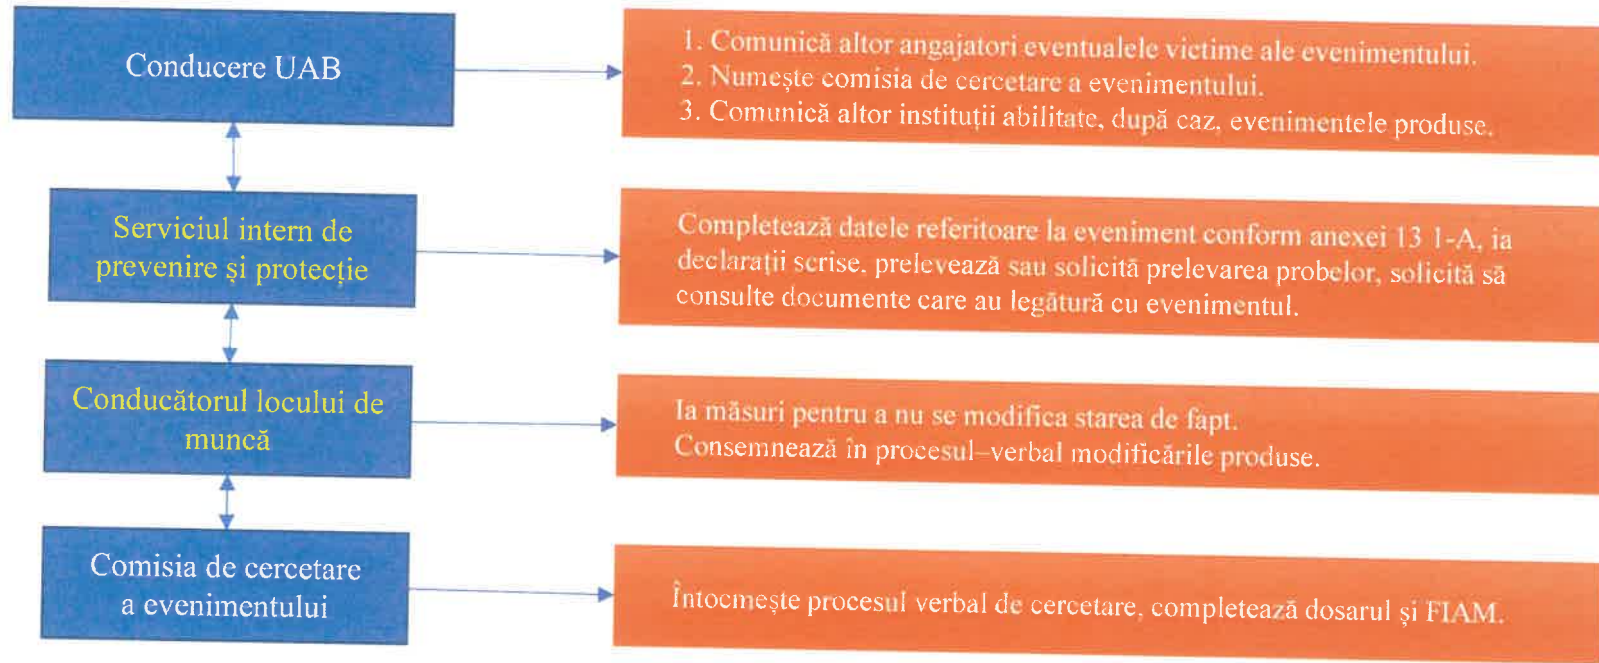 Conducere UAB
1. Comunică altor angajatori eventualele victime ale evenimentului.
2. Numește comisia de cercetare a evenimentului.
3. Comunică altor instituții abilitate, după caz, evenimentele produse.
Serviciul intern de
prevenire și protecție
Completează datele referitoare la eveniment conform anexei 13 1-A, ia
declarații scrise, prelevează sau solicită prelevarea probelor, solicită să
consulte documente care au legătură cu evenimentul.
Conducătorul locului de
muncă
Ia măsuri pentru a nu se modifica starea de fapt.
Consemnează în procesul–verbal modificările produse.
Comisia de cercetare
a evenimentului
Întocmește procesul verbal de cercetare, completează dosarul și FIAM.